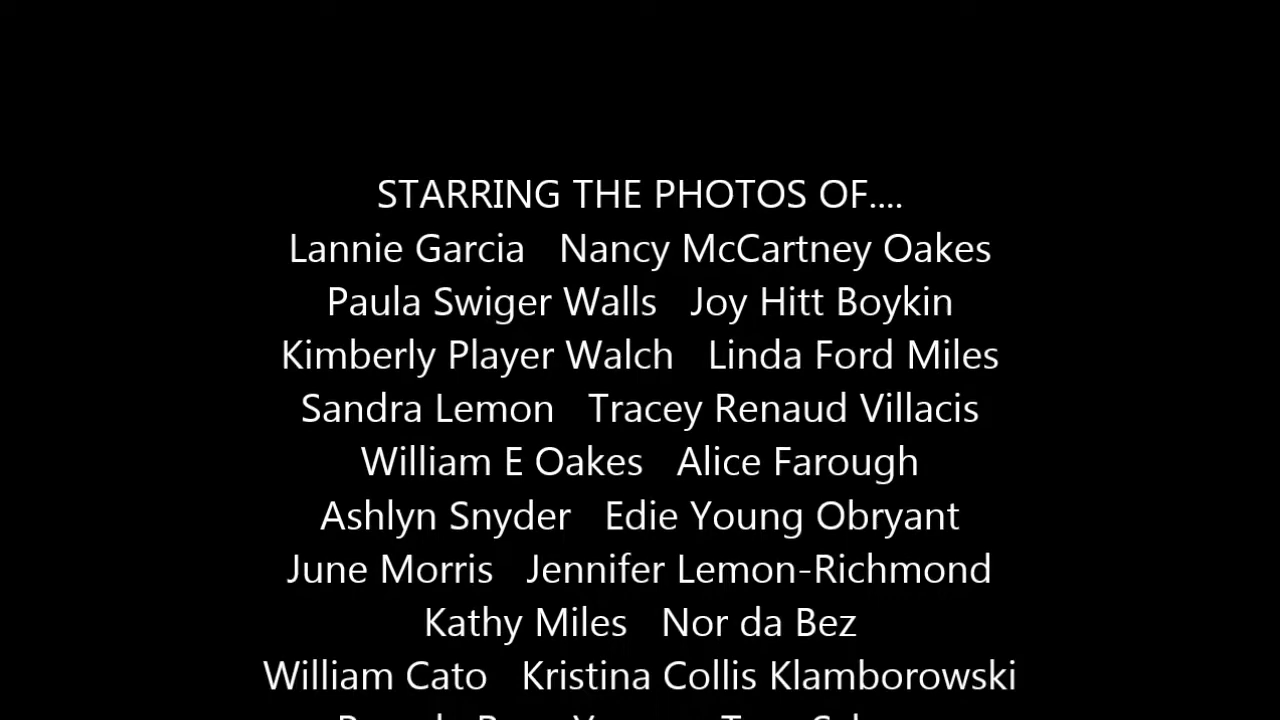 STARRING THE PHOTOS OF....
Lannie Garcia   Nancy McCartney Oakes
Paula Swiger Walls   Joy Hitt Boykin
Kimberly Player Walch   Linda Ford Miles
Sandra Lemon   Tracey Renaud Villacis
William E Oakes   Alice Farough
Ashlyn Snyder   Edie Young Obryant
June Morris   Jennifer Lemon-Richmond
Kathy Miles   Nor da Bez
William Cato   Kristina Collis Klamborowski